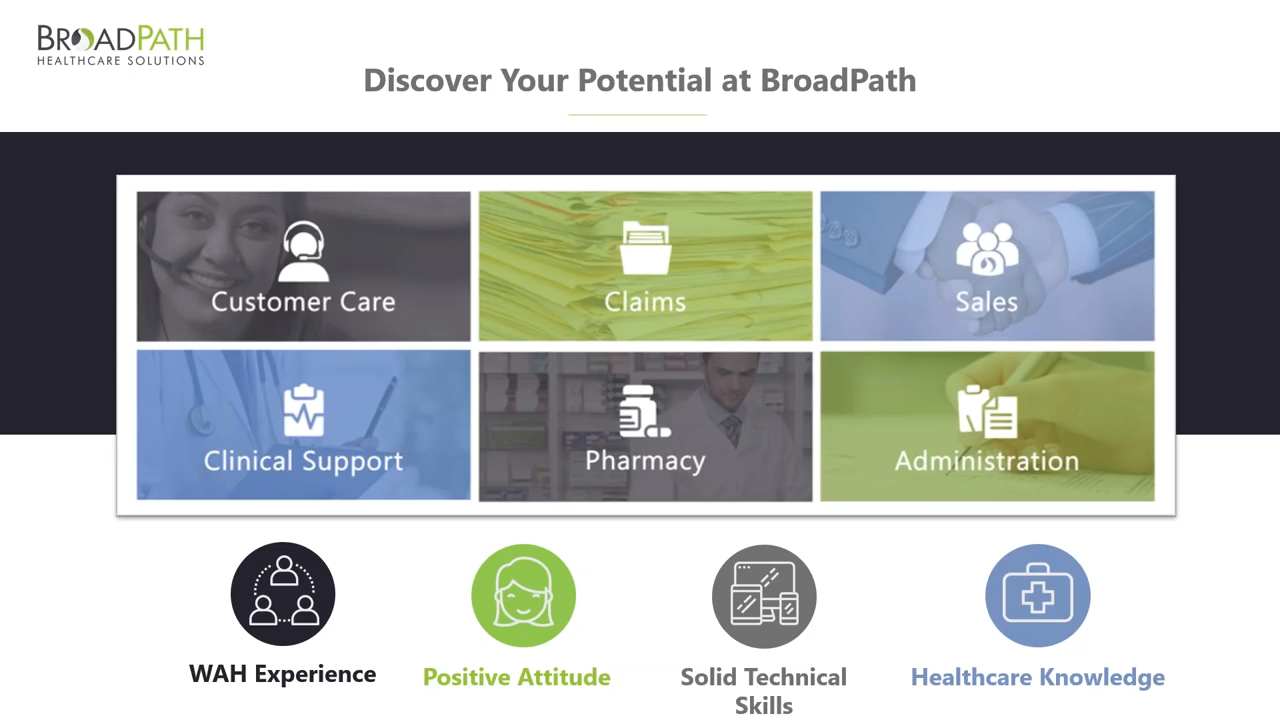 BROADPATH
HEALTHCARE SOLUTIONS
Discover Your Potential at BroadPath
Customer Care
Claims
Sales
Clinical Support
Pharmacy
Administration
WAH Experience
Positive Attitude
Solid Technical
Skills
Healthcare Knowledge